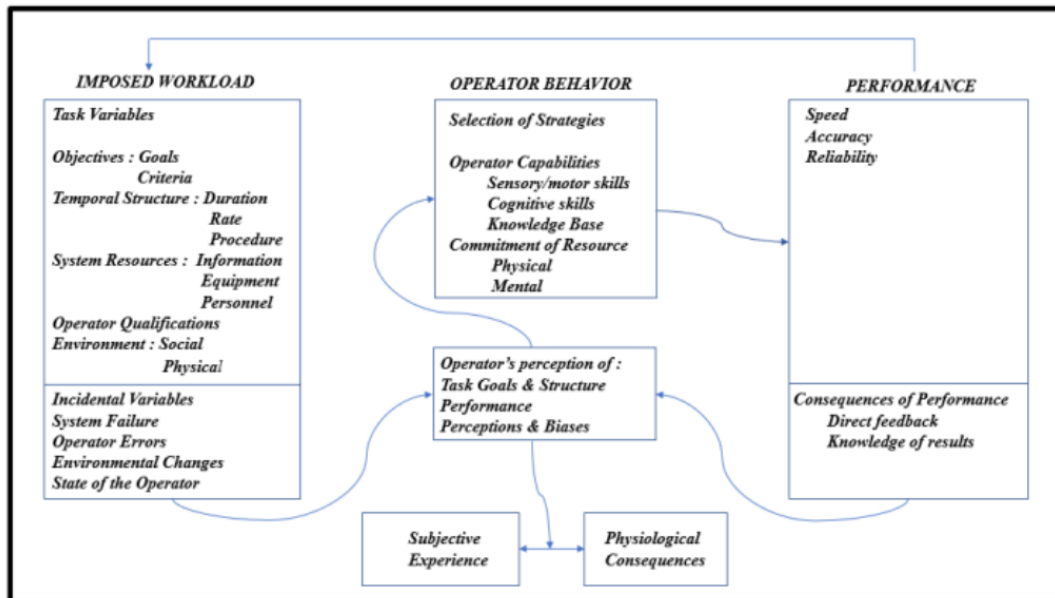 IMPOSED WORKLOAD
Task Variables
Objectives : Goals
Criteria
Temporal Structure : Duration
Rate
Procedure
System Resources : Information
Equipment
Personnel
Operator Qualifications
Environment : Social
Physical
Incidental Variables
System Failure
Operator Errors
Environmental Changes
State of the Operator
OPERATOR BEHAVIOR
Selection of Strategies
Operator Capabilities
Sensory/motor skills
Cognitive skills
Knowledge Base
Commitment of Resource
Physical
Mental
Operator's perception of :
Task Goals & Structure
Performance
Perceptions & Biases
Subjective
Experience
Physiological
Consequences
PERFORMANCE
Speed
Accuracy
Reliability
Consequences of Performance
Direct feedback
Knowledge of results